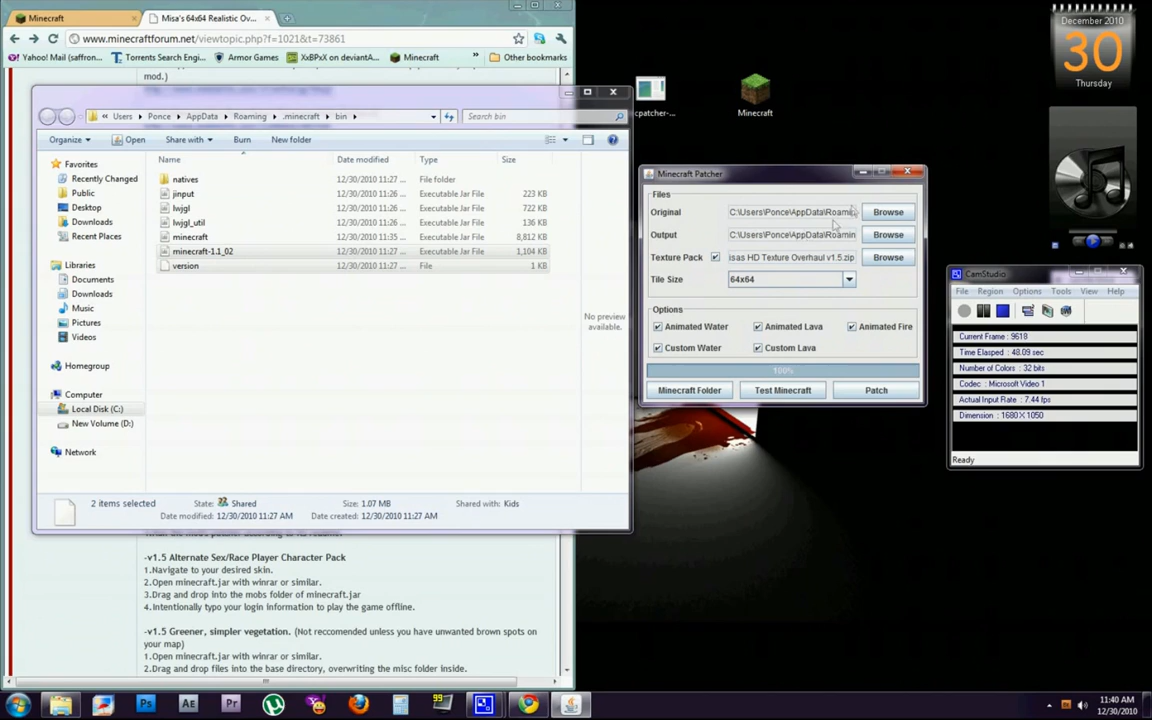 Minecraft
Misa's 64x64 Realistic Ov...
www.minecraftforum.net/viewtopic.php?f=1021&t=73861
Yahoo! Mail (saffron...
Torrents Search Engi...
Armor Games
XxBPxX on deviantA...
Minecraft
»
Other bookmarks
mod.)
Users
Ponce
AppData
Roaming
.minecraft
bin
Search bin
Organize
Open
Share with
Burn
New folder
Name
Date modified
Type
Size
Favorites
Recently Changed
Public
Desktop
Downloads
Recent Places
Libraries
Documents
Downloads
Music
Pictures
Videos
Homegroup
Computer
Local Disk (C:)
New Volume (D:)
Network
natives 12/30/2010 11:27 ... File folder
jinput 12/30/2010 11:26 ... Executable Jar File 223 KB
lwjgl 12/30/2010 11:26 ... Executable Jar File 722 KB
lwjgl_util 12/30/2010 11:26 ... Executable Jar File 136 KB
minecraft 12/30/2010 11:35 ... Executable Jar File 8,812 KB
minecraft-1.1_02 12/30/2010 11:27 ... Executable Jar File 1,104 KB
version 12/30/2010 11:27 ... File 1 KB
No preview
available.
2 items selected State: Shared Size: 1.07 MB Shared with: Kids
Date modified: 12/30/2010 11:27 AM Date created: 12/30/2010 11:27 AM
-v1.5 Alternate Sex/Race Player Character Pack
1.Navigate to your desired skin.
2.Open minecraft.jar with winrar or similar.
3.Drag and drop into the mobs folder of minecraft.jar
4.Intentionally typo your login information to play the game offline.
-v1.5 Greener, simpler vegetation. (Not reccomended unless you have unwanted brown spots on
your map)
1.Open minecraft.jar with winrar or similar.
2.Drag and drop files into the base directory, overwriting the misc folder inside.
cpatcher-...
Minecraft
Minecraft Patcher
Files
Original C:\Users\Ponce\AppData\Roamin Browse
Output C:\Users\Ponce\AppData\Roamin Browse
Texture Pack isas HD Texture Overhaul v1.5.zip Browse
Tile Size 64x64
Options
Animated Water Animated Lava Animated Fire
Custom Water Custom Lava
100%
Minecraft Folder Test Minecraft Patch
December 2010
30
Thursday
CamStudio
File Region Options Tools View Help
Current Frame : 9618
Time Elasped : 48.09 sec
Number of Colors : 32 bits
Codec : Microsoft Video 1
Actual Input Rate : 7.44 fps
Dimension : 1680 X 1050
Ready
Ps
Ae
Pr
99
11:40 AM
12/30/2010